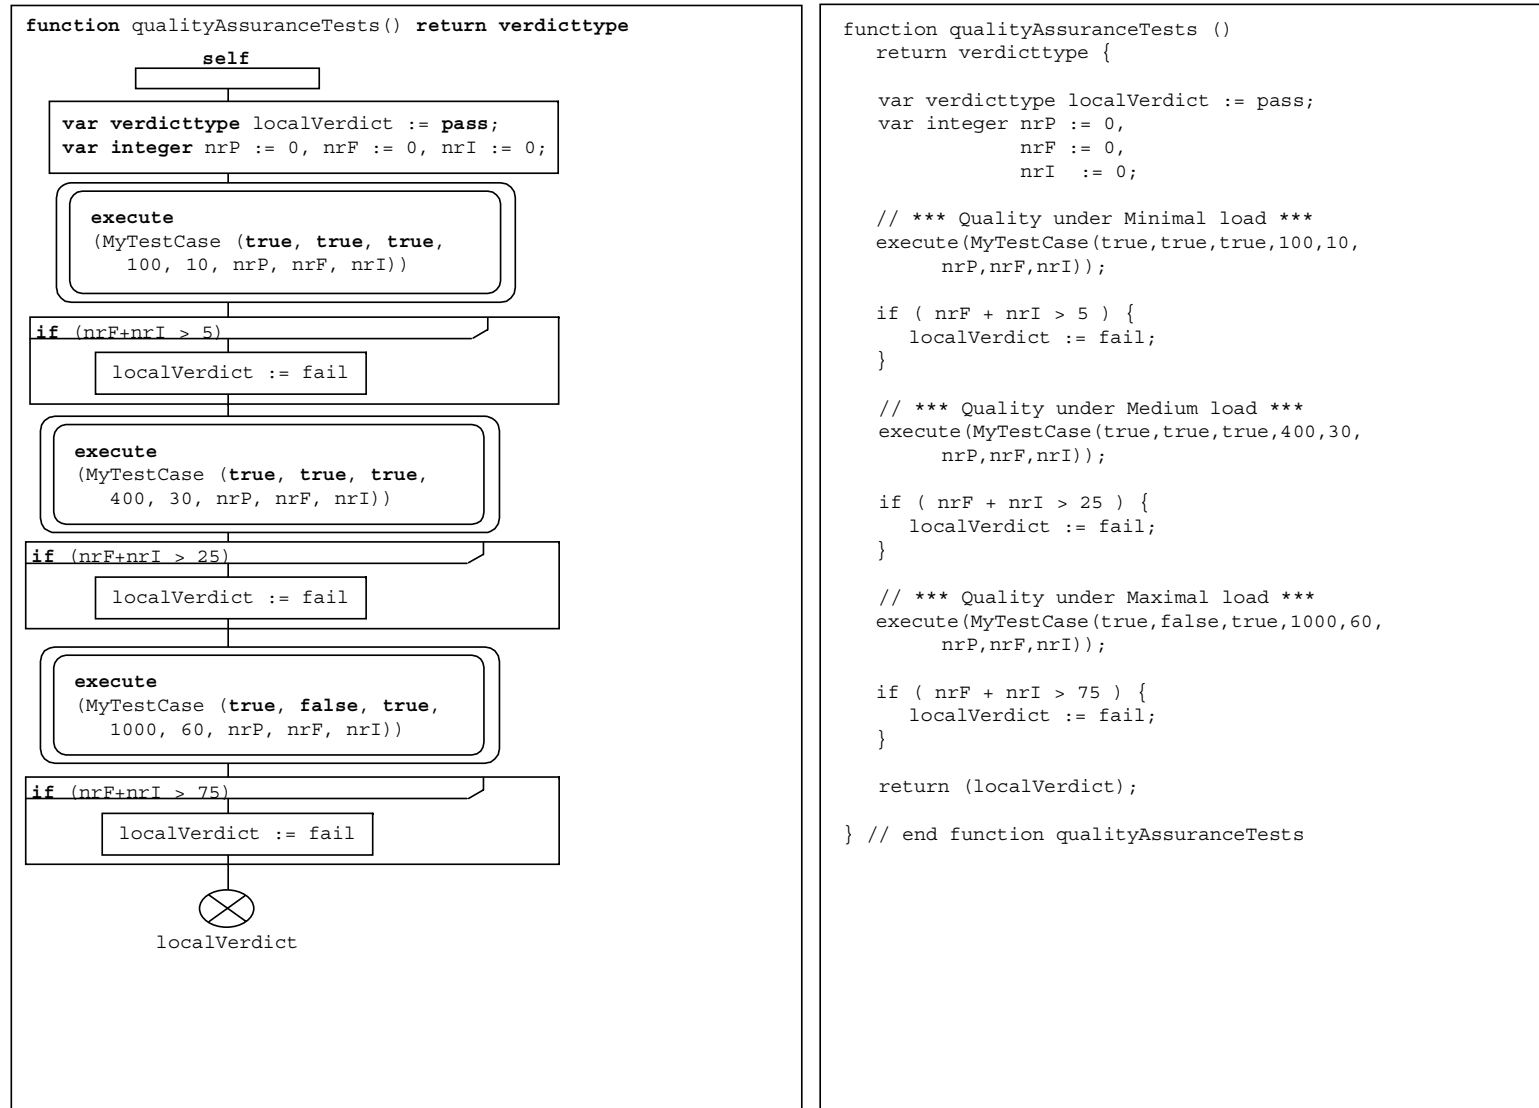 function qualityAssuranceTests() return verdicttype
self
var verdicttype localVerdict := pass;
var integer nrP := 0, nrF := 0, nrI := 0;
execute
(MyTestCase (true, true, true,
100, 10, nrP, nrF, nrI))
if (nrF+nrI > 5)
localVerdict := fail
execute
(MyTestCase (true, true, true,
400, 30, nrP, nrF, nrI))
if (nrF+nrI > 25)
localVerdict := fail
execute
(MyTestCase (true, false, true,
1000, 60, nrP, nrF, nrI))
if (nrF+nrI > 75)
localVerdict := fail
localVerdict
function qualityAssuranceTests ()
return verdicttype {
var verdicttype localVerdict := pass;
var integer nrP := 0,
nrF := 0,
nrI := 0;
// *** Quality under Minimal load ***
execute(MyTestCase(true,true,true,100,10,
nrP,nrF,nrI));
if ( nrF + nrI > 5 ) {
localVerdict := fail;
}
// *** Quality under Medium load ***
execute(MyTestCase(true,true,true,400,30,
nrP,nrF,nrI));
if ( nrF + nrI > 25 ) {
localVerdict := fail;
}
// *** Quality under Maximal load ***
execute(MyTestCase(true,false,true,1000,60,
nrP,nrF,nrI));
if ( nrF + nrI > 75 ) {
localVerdict := fail;
}
return (localVerdict);
} // end function qualityAssuranceTests